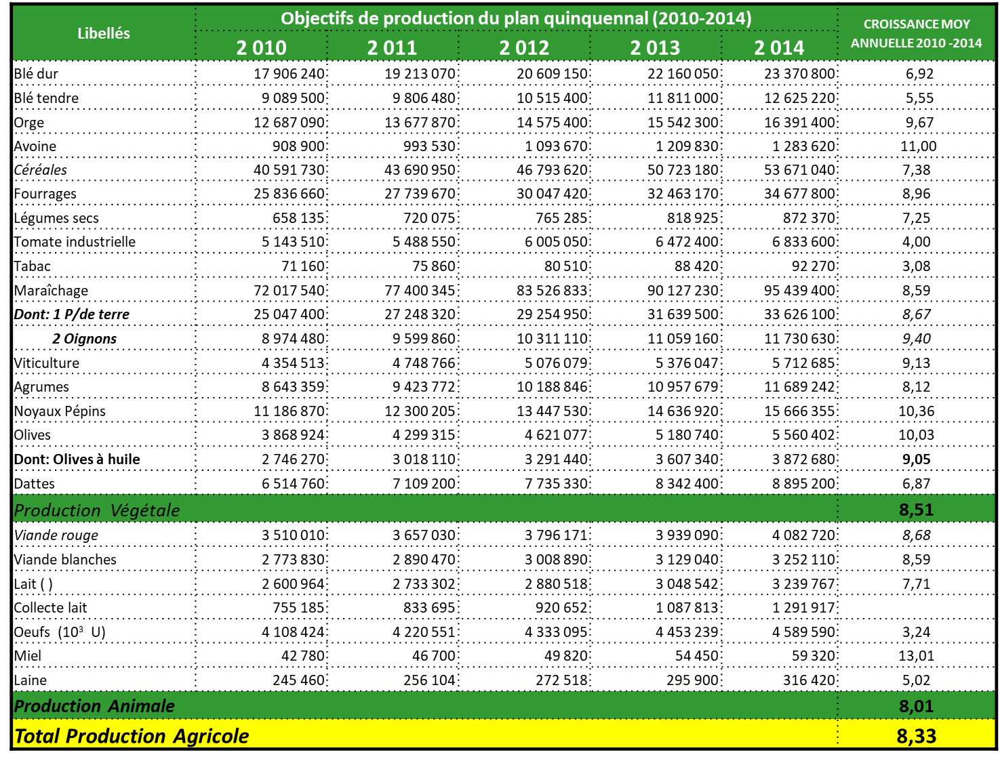 Libellés Objectifs de production du plan quinquennal (2010-2014) CROISSANCE MOY ANNUELLE 2010 -2014
2 010 2 011 2 012 2 013 2 014
Blé dur 17 906 240 19 213 070 20 609 150 22 160 050 23 370 800 6,92
Blé tendre 9 089 500 9 806 480 10 515 400 11 811 000 12 625 220 5,55
Orge 12 687 090 13 677 870 14 575 400 15 542 300 16 391 400 9,67
Avoine 908 900 993 530 1 093 670 1 209 830 1 283 620 11,00
Céréales 40 591 730 43 690 950 46 793 620 50 723 180 53 671 040 7,38
Fourrages 25 836 660 27 739 670 30 047 420 32 463 170 34 677 800 8,96
Légumes secs 658 135 720 075 765 285 818 925 872 370 7,25
Tomate industrielle 5 143 510 5 488 550 6 005 050 6 472 400 6 833 600 4,00
Tabac 71 160 75 860 80 510 88 420 92 270 3,08
Maraîchage 72 017 540 77 400 345 83 526 833 90 127 230 95 439 400 8,59
Dont: 1 P/de terre 25 047 400 27 248 320 29 254 950 31 639 500 33 626 100 8,67
2 Oignons 8 974 480 9 599 860 10 311 110 11 059 160 11 730 630 9,40
Viticulture 4 354 513 4 748 766 5 076 079 5 376 047 5 712 685 9,13
Agrumes 8 643 359 9 423 772 10 188 846 10 957 679 11 689 242 8,12
Noyaux Pépins 11 186 870 12 300 205 13 447 530 14 636 920 15 666 355 10,36
Olives 3 868 924 4 299 315 4 621 077 5 180 740 5 560 402 10,03
Dont: Olives à huile 2 746 270 3 018 110 3 291 440 3 607 340 3 872 680 9,05
Dattes 6 514 760 7 109 200 7 735 330 8 342 400 8 895 200 6,87
Production Végétale 8,51
Viande rouge 3 510 010 3 657 030 3 796 171 3 939 090 4 082 720 8,68
Viande blanches 2 773 830 2 890 470 3 008 890 3 129 040 3 252 110 8,59
Lait ( ) 2 600 964 2 733 302 2 880 518 3 048 542 3 239 767 7,71
Collecte lait 755 185 833 695 920 652 1 087 813 1 291 917
Oeufs (10³ U) 4 108 424 4 220 551 4 333 095 4 453 239 4 589 590 3,24
Miel 42 780 46 700 49 820 54 450 59 320 13,01
Laine 245 460 256 104 272 518 295 900 316 420 5,02
Production Animale 8,01
Total Production Agricole 8,33